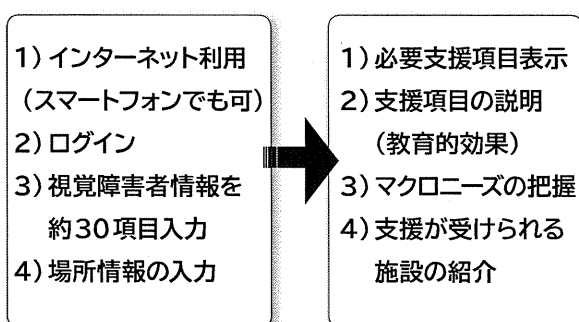 1) インターネット利用
(スマートフォンでも可)
2) ログイン
3) 視覚障害者情報を
約30項目入力
4) 場所情報の入力
1) 必要支援項目表示
2) 支援項目の説明
(教育的効果)
3) マクロニーズの把握
4) 支援が受けられる
施設の紹介